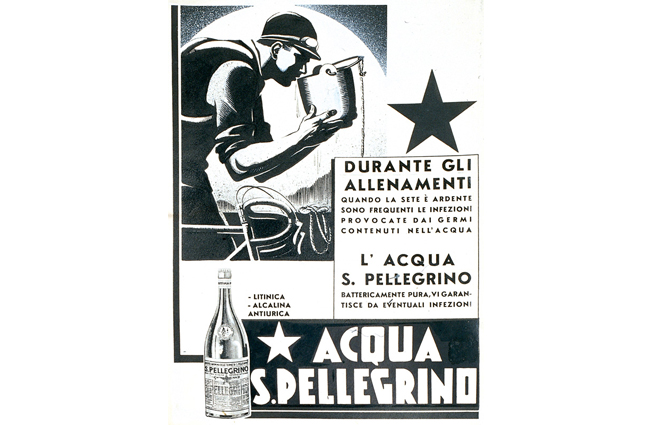 DURANTE GLI
ALLENAMENTI
QUANDO LA SETE È ARDENTE
SONO FREQUENTI LE INFEZIONI
PROVOCATE DAI GERMI
CONTENUTI NELL'ACQUA
L' ACQUA
S. PELLEGRINO
BATTERICAMENTE PURA, VI GARAN-
TISCE DA EVENTUALI INFEZIONI
- LITINICA
- ALCALINA
ANTIURICA
S.PELLEGRINO
ACQUA
S.PELLEGRINO